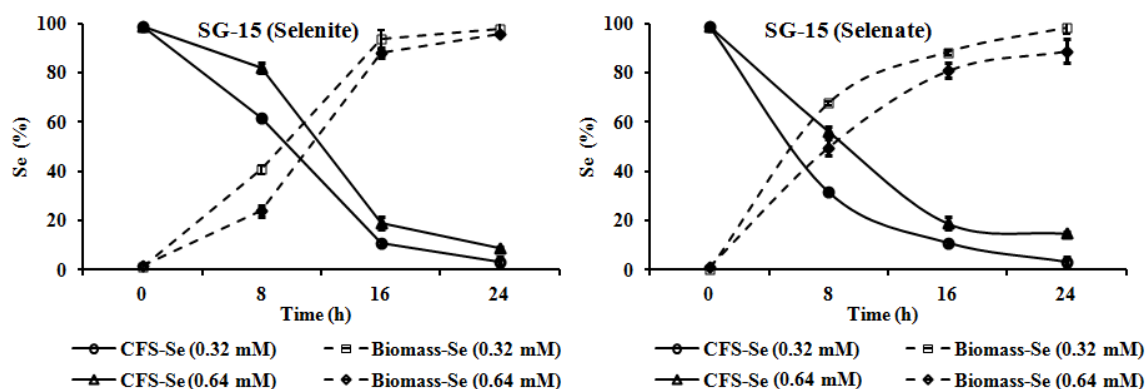 SG-15 (Selenite)
100
80
60
40
20
0
Se (%)
0 8 16 24
Time (h)
CFS-Se (0.32 mM) Biomass-Se (0.32 mM)
CFS-Se (0.64 mM) Biomass-Se (0.64 mM)
SG-15 (Selenate)
100
80
60
40
20
0
Se (%)
0 8 16 24
Time (h)
CFS-Se (0.32 mM) Biomass-Se (0.32 mM)
CFS-Se (0.64 mM) Biomass-Se (0.64 mM)